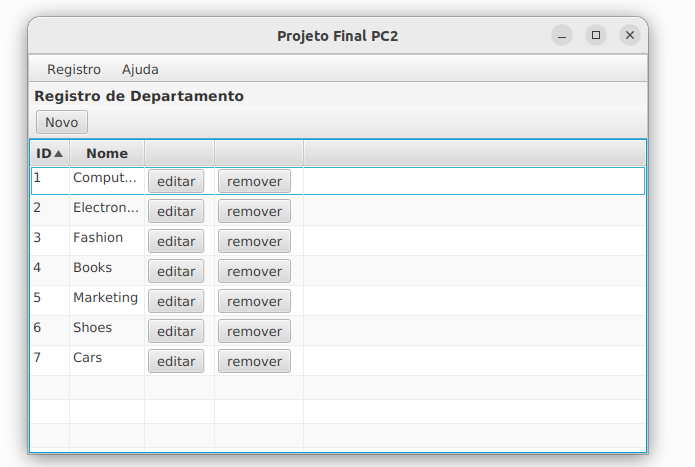 Projeto Final PC2
Registro Ajuda
Registro de Departamento
Novo
ID Nome
1 Comput... editar remover
2 Electron... editar remover
3 Fashion editar remover
4 Books editar remover
5 Marketing editar remover
6 Shoes editar remover
7 Cars editar remover